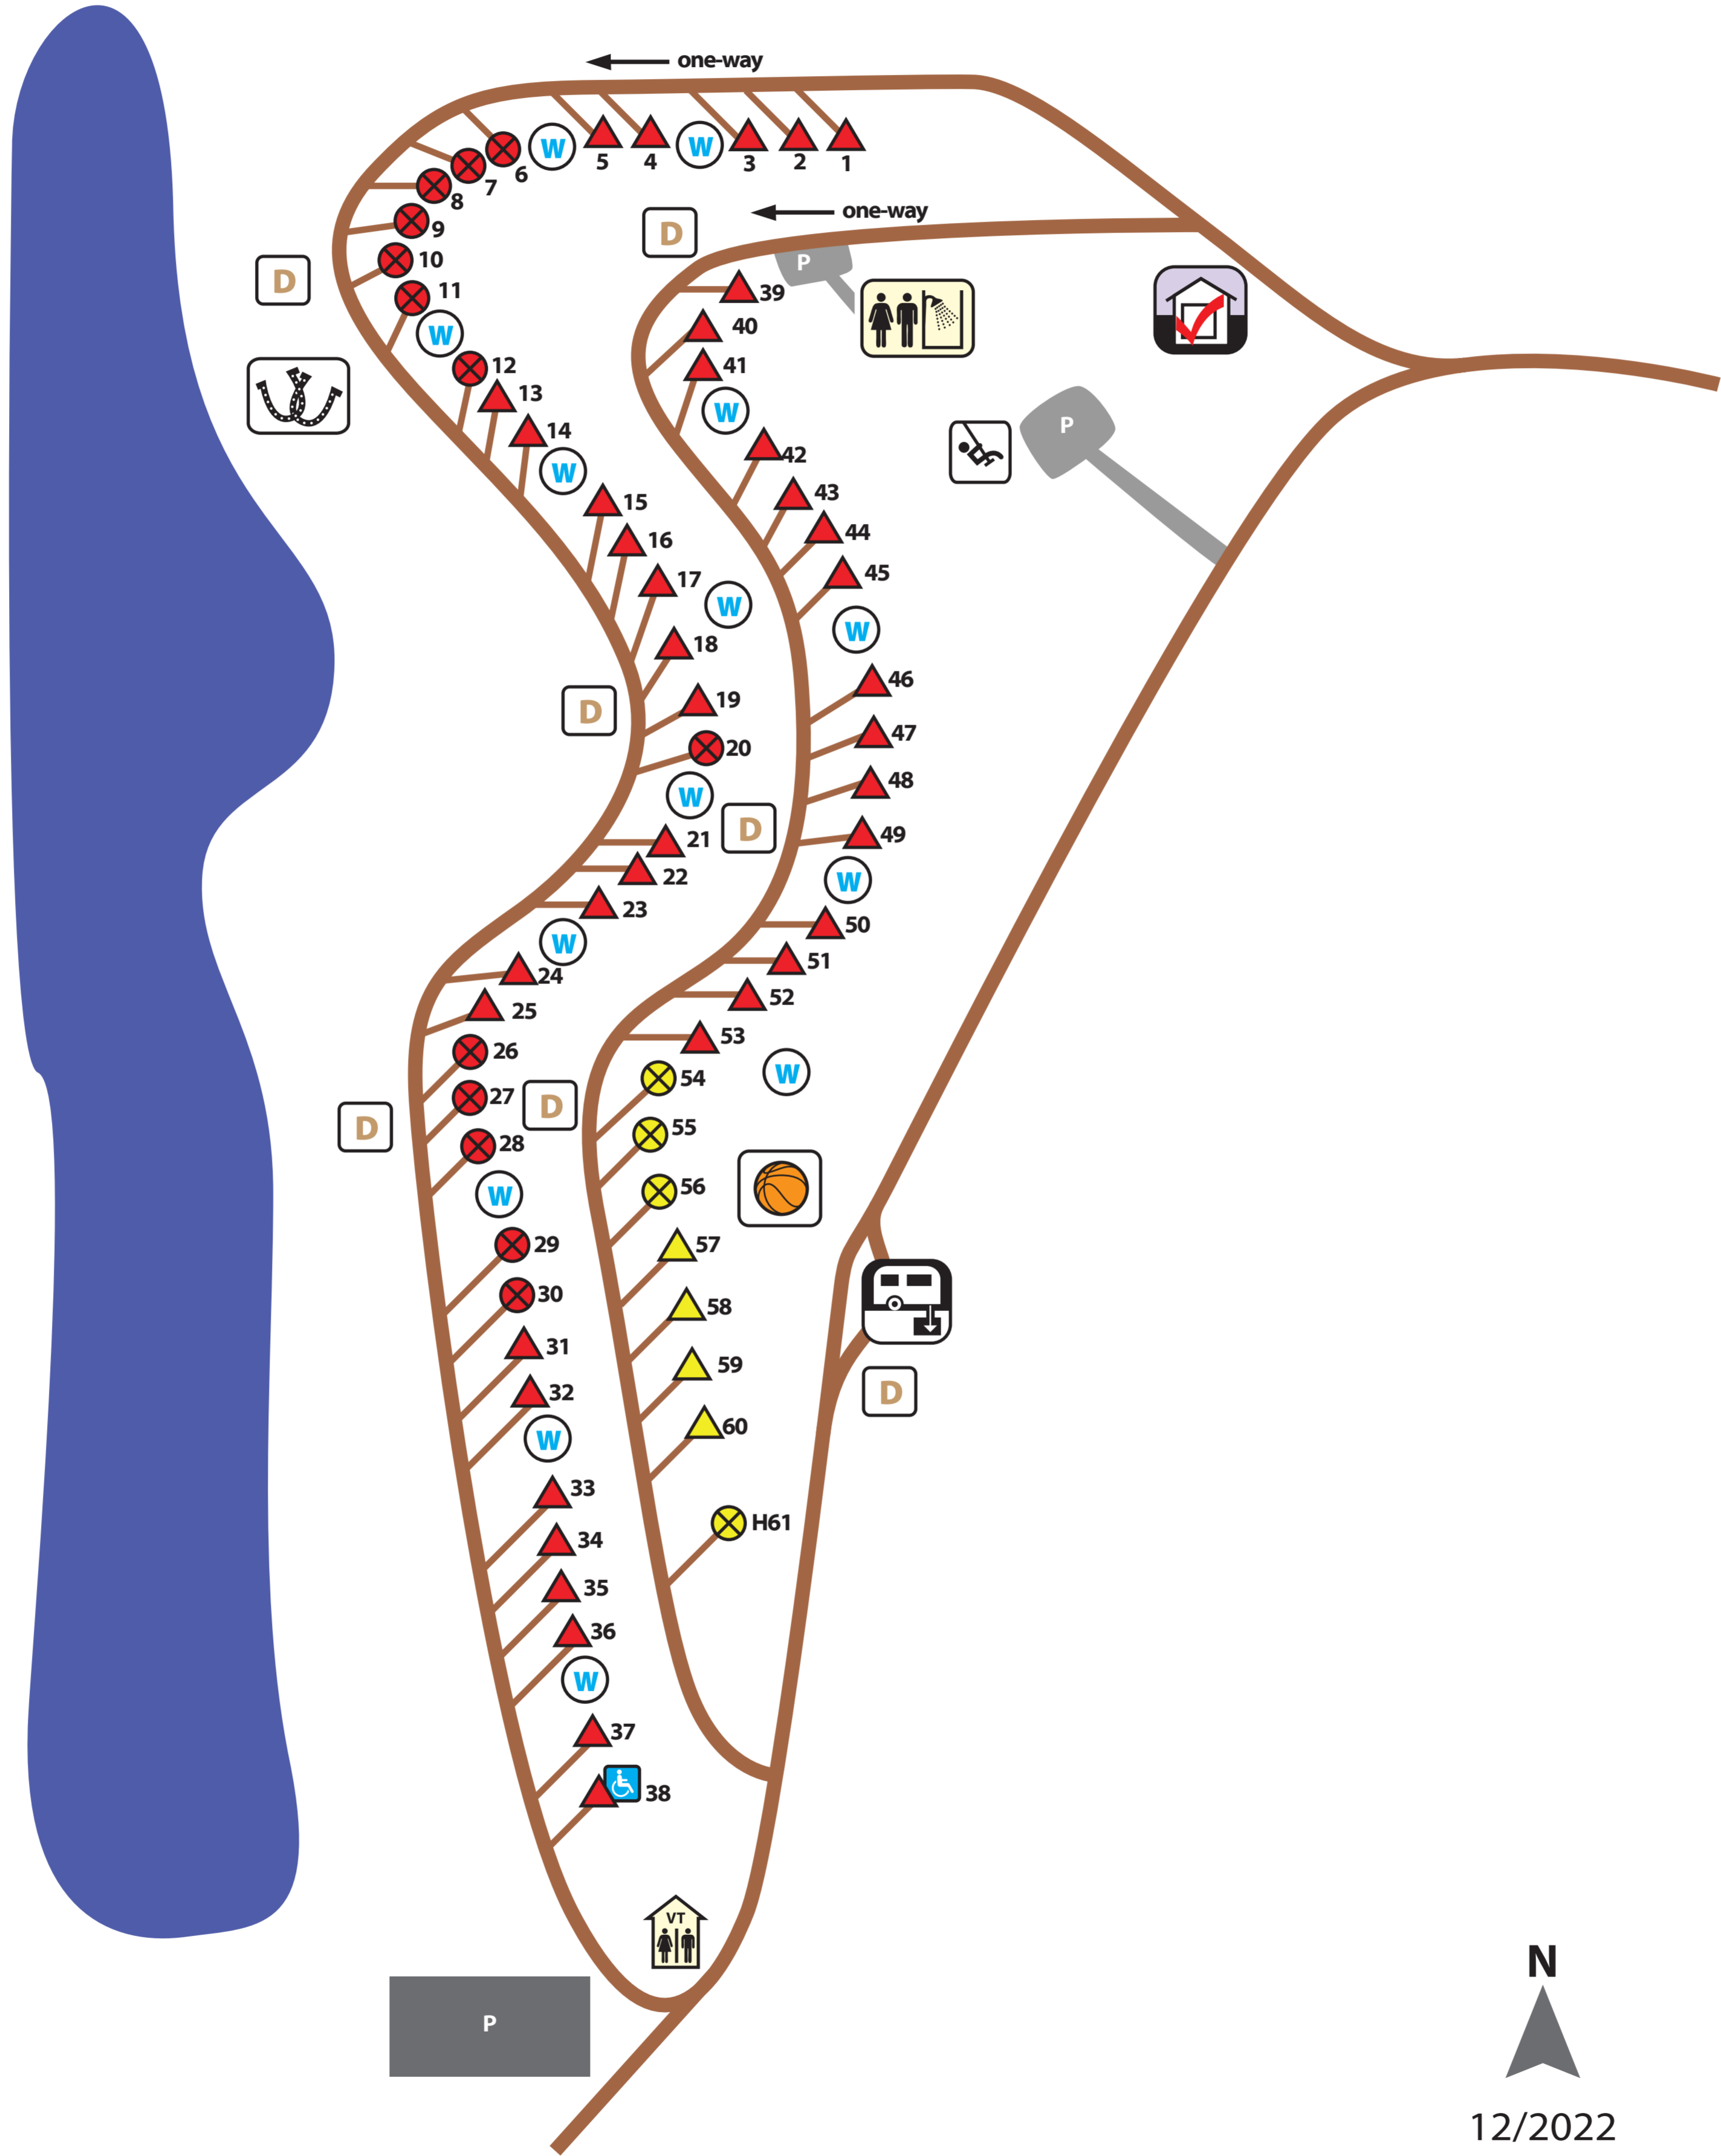 one-way
W
W
5
4
3
2
1
6
7
8
9
one-way
D
D
10
P
11
39
W
40
12
41
13
W
P
14
42
W
43
15
44
16
45
17
W
W
18
46
19
D
47
20
48
W
D
49
21
22
W
23
50
W
51
24
52
25
53
26
W
54
27
D
D
55
28
56
W
29
57
30
58
31
59
32
D
60
W
33
H61
34
35
36
W
37
38
VT
N
P
12/2022